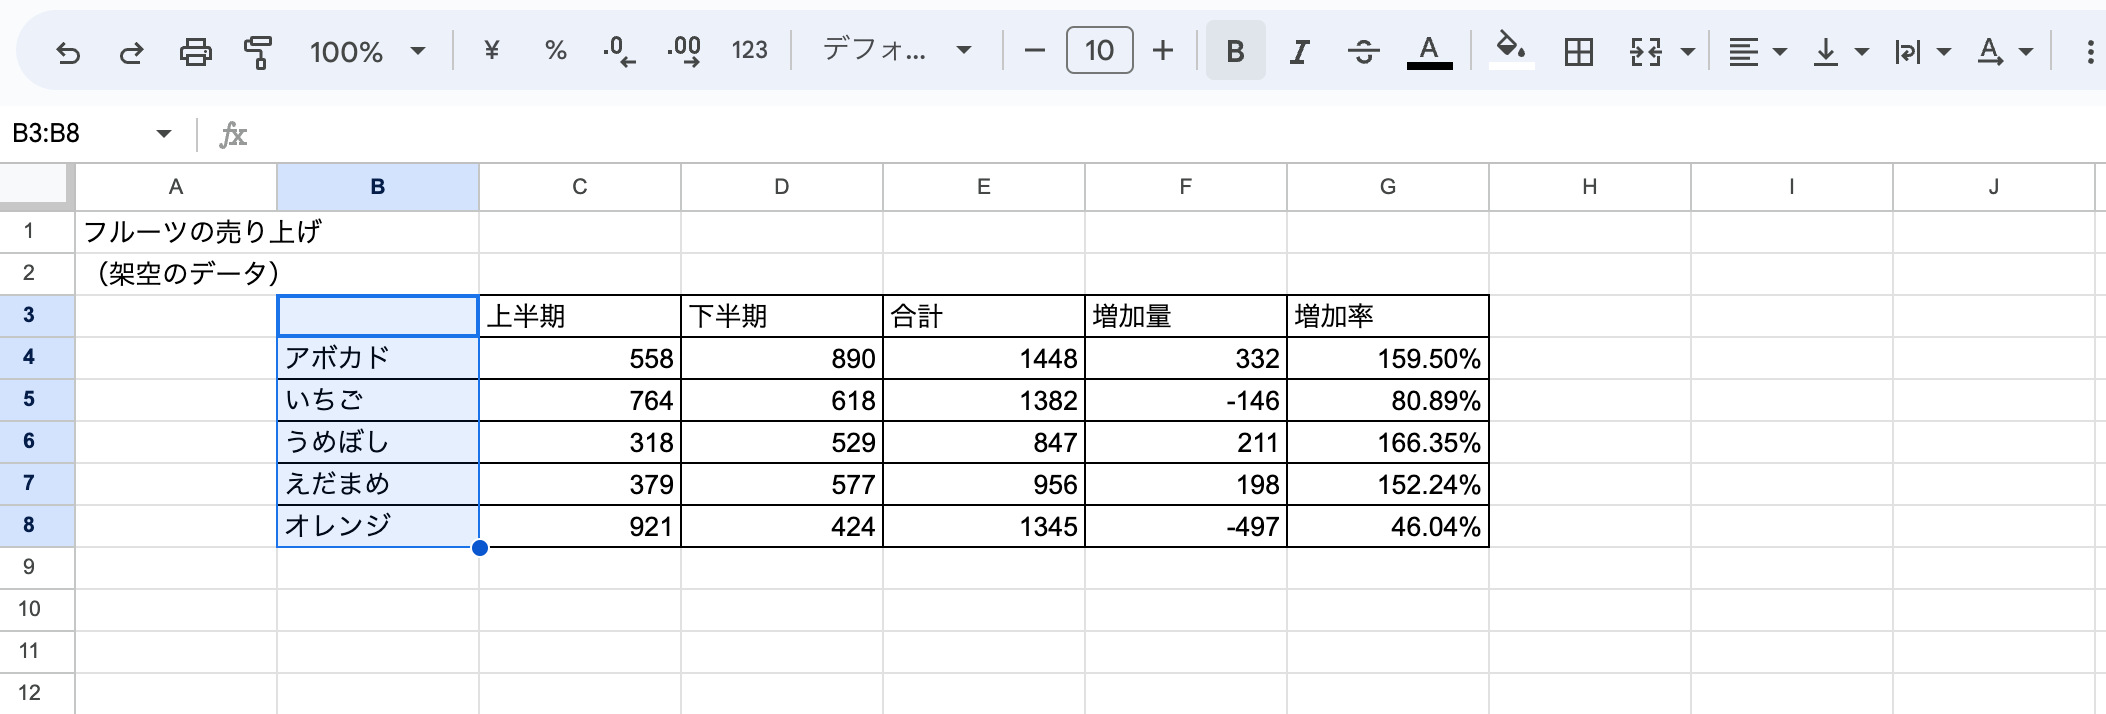 100% ¥ % .0 .00 123 デフォ... 10 B I A A
B3:B8 fx
A B C D E F G H I J
1 フルーツの売り上げ
2 （架空のデータ）
3 上半期 下半期 合計 増加量 増加率
4 アボカド 558 890 1448 332 159.50%
5 いちご 764 618 1382 -146 80.89%
6 うめぼし 318 529 847 211 166.35%
7 えだまめ 379 577 956 198 152.24%
8 オレンジ 921 424 1345 -497 46.04%
9
10
11
12